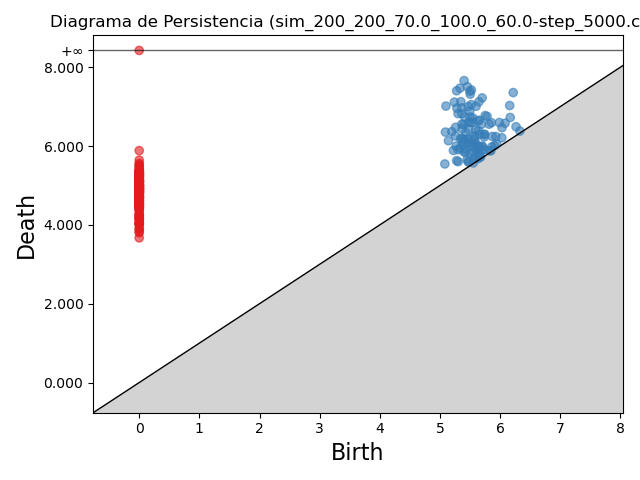 Diagrama de Persistencia (sim_200_200_70.0_100.0_60.0-step_5000.c
+∞
8.000
6.000
4.000
2.000
0.000
Death
0 1 2 3 4 5 6 7 8
Birth